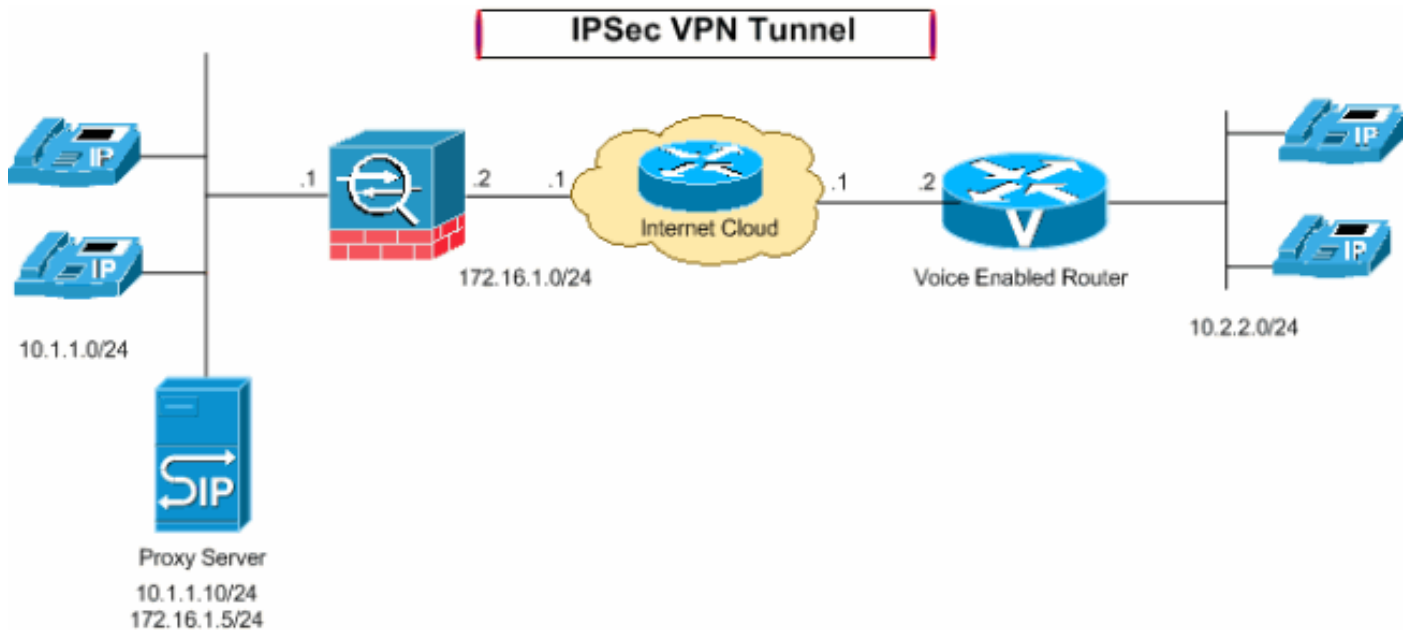 IPSec VPN Tunnel
IP
IP
10.1.1.0/24
.1
.2
.1
172.16.1.0/24
Internet Cloud
.1
.2
V
Voice Enabled Router
IP
IP
10.2.2.0/24
SIP
Proxy Server
10.1.1.10/24
172.16.1.5/24